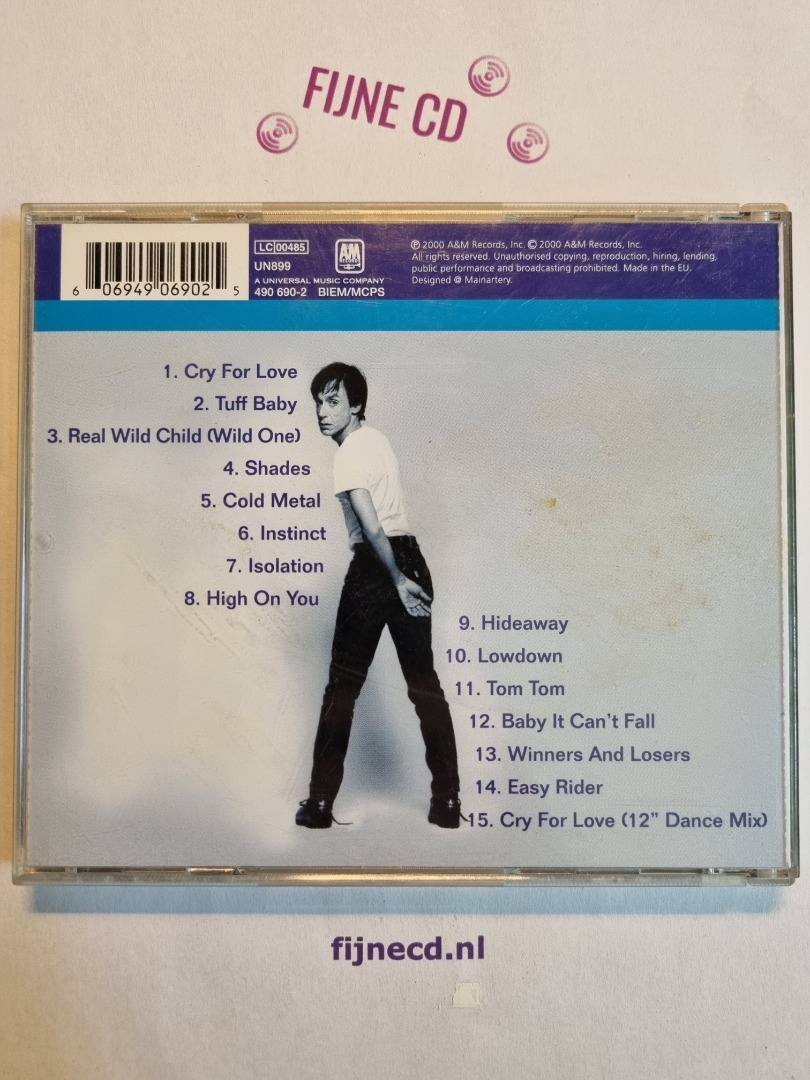 FIJNE CD
6 06949 06902 5
LC 00485
UN899
A&M
RECORDS
A UNIVERSAL MUSIC COMPANY
490 690-2 BIEM/MCPS
℗ 2000 A&M Records, Inc. © 2000 A&M Records, Inc.
All rights reserved. Unauthorised copying, reproduction, hiring, lending,
public performance and broadcasting prohibited. Made in the EU.
Designed @ Mainartery.
1. Cry For Love
2. Tuff Baby
3. Real Wild Child (Wild One)
4. Shades
5. Cold Metal
6. Instinct
7. Isolation
8. High On You
9. Hideaway
10. Lowdown
11. Tom Tom
12. Baby It Can't Fall
13. Winners And Losers
14. Easy Rider
15. Cry For Love (12” Dance Mix)
fijnecd.nl